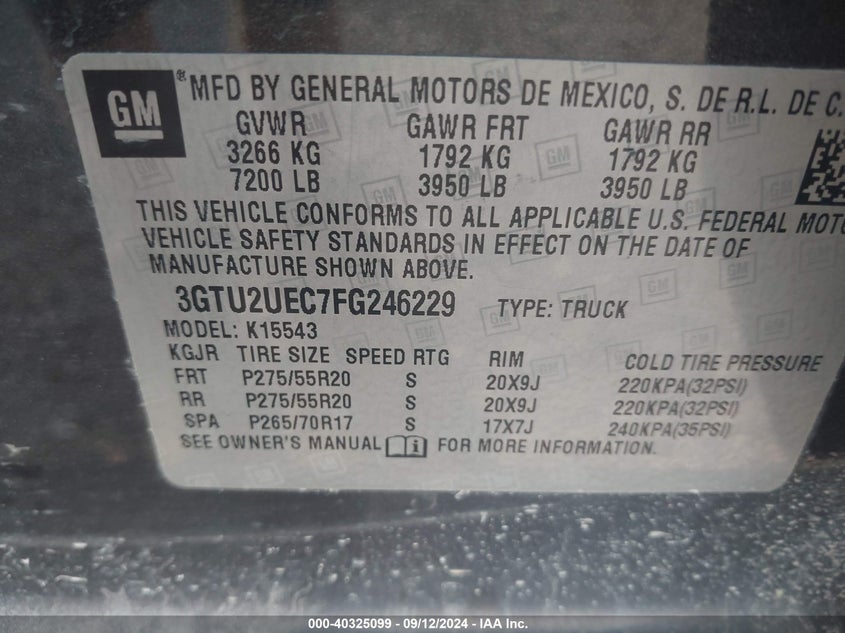 GM
® MFD BY GENERAL MOTORS DE MEXICO, S. DE R.L. DE C.
GVWR GAWR FRT GAWR RR
3266 KG 1792 KG 1792 KG
7200 LB 3950 LB 3950 LB
THIS VEHICLE CONFORMS TO ALL APPLICABLE U.S. FEDERAL MOTO
VEHICLE SAFETY STANDARDS IN EFFECT ON THE DATE OF
MANUFACTURE SHOWN ABOVE.
3GTU2UEC7FG246229 TYPE: TRUCK
MODEL: K15543
KGJR TIRE SIZE SPEED RTG RIM COLD TIRE PRESSURE
FRT P275/55R20 S 20X9J 220KPA(32PSI)
RR P275/55R20 S 20X9J 220KPA(32PSI)
SPA P265/70R17 S 17X7J 240KPA(35PSI)
SEE OWNER'S MANUAL FOR MORE INFORMATION.
000-40325099 - 09/12/2024 - IAA Inc.